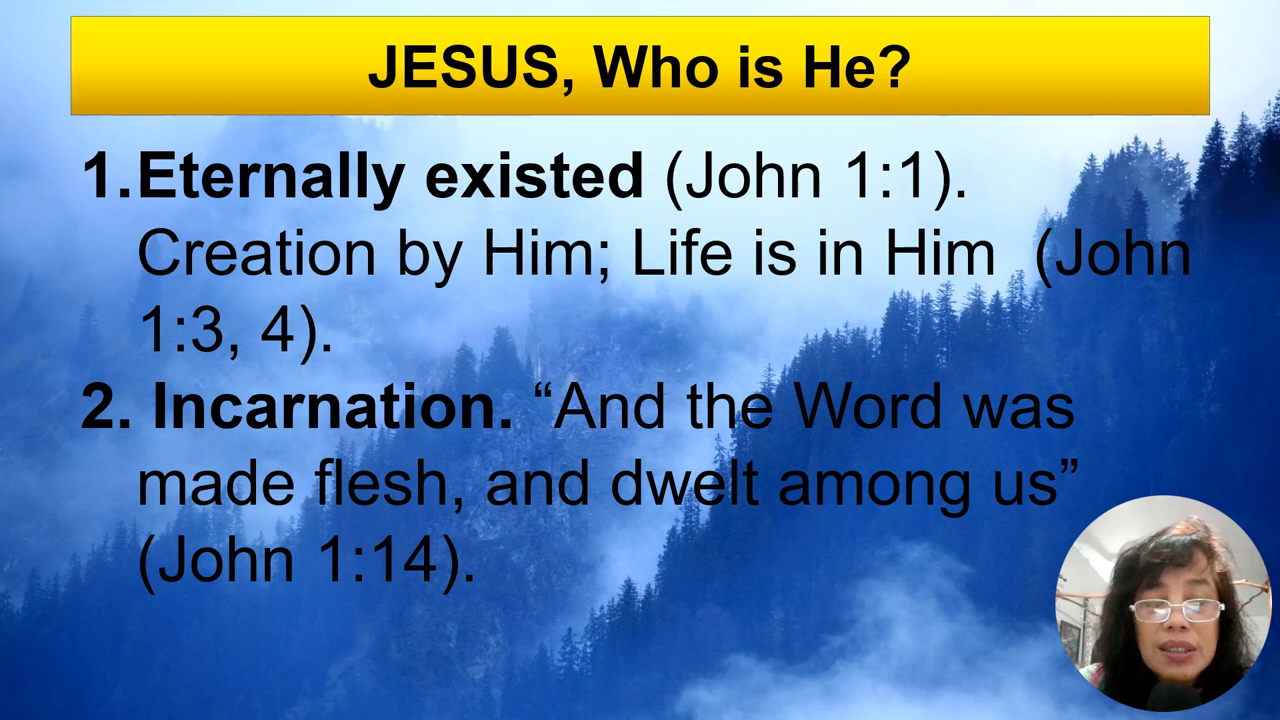 JESUS, Who is He?
1.Eternally existed (John 1:1).
Creation by Him; Life is in Him (John
1:3, 4).
2. Incarnation. “And the Word was
made flesh, and dwelt among us”
(John 1:14).